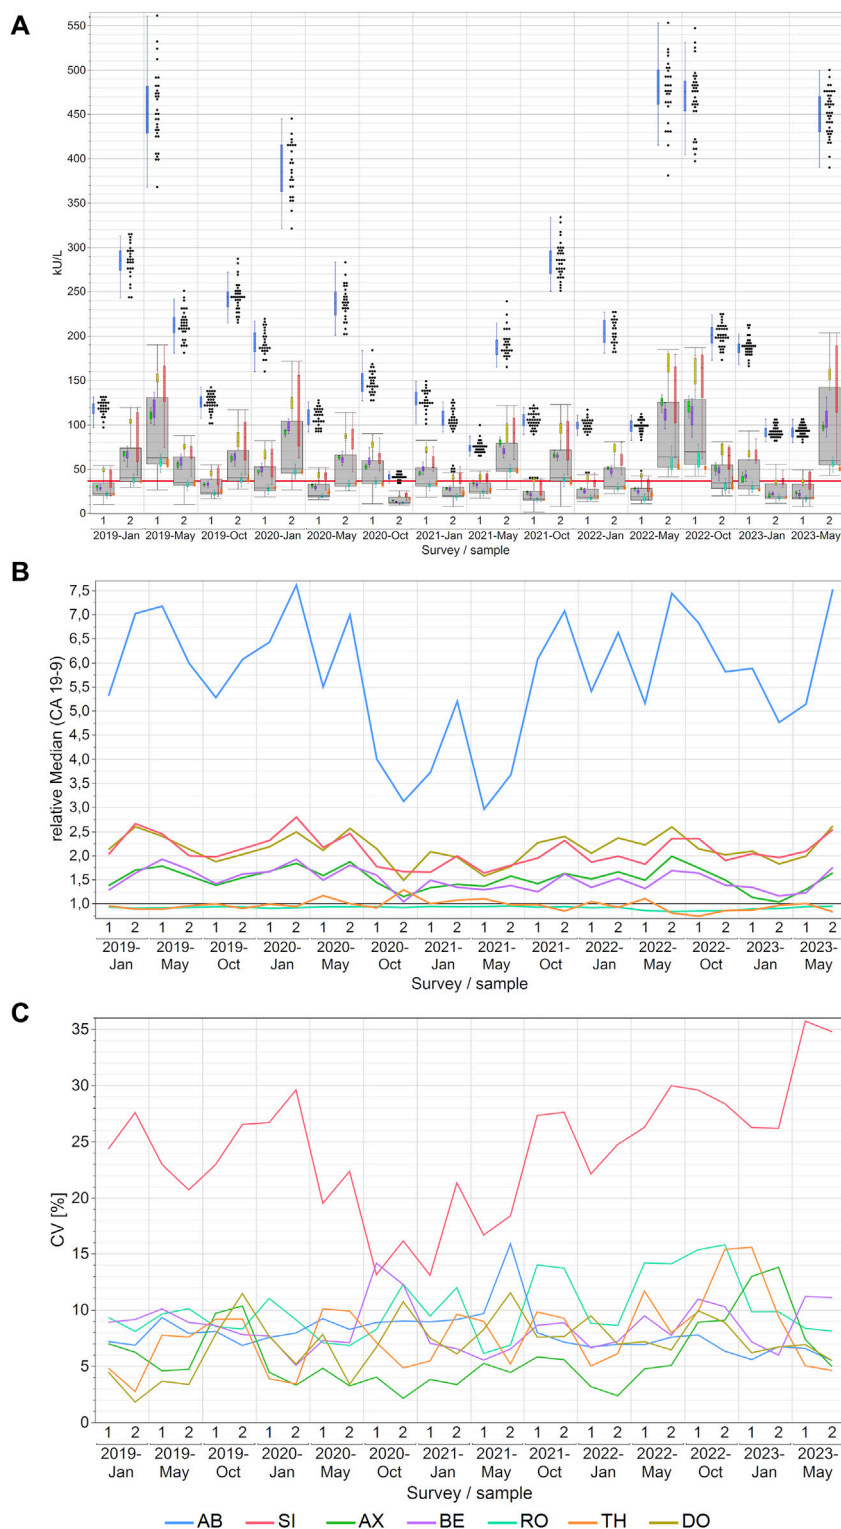 A
550
500
450
400
350
300
250
200
150
100
50
0
kU/L
1 2 1 2 1 2 1 2 1 2 1 2 1 2 1 2 1 2 1 2 1 2 1 2 1 2 1 2
2019-Jan 2019-May 2019-Oct 2020-Jan 2020-May 2020-Oct 2021-Jan 2021-May 2021-Oct 2022-Jan 2022-May 2022-Oct 2023-Jan 2023-May
Survey / sample
B
7,5
7,0
6,5
6,0
5,5
5,0
4,5
4,0
3,5
3,0
2,5
2,0
1,5
1,0
relative Median (CA 19-9)
1 2 1 2 1 2 1 2 1 2 1 2 1 2 1 2 1 2 1 2 1 2 1 2 1 2 1 2
2019- 2019- 2019- 2020- 2020- 2020- 2021- 2021- 2021- 2022- 2022- 2022- 2023- 2023-
Jan May Oct Jan May Oct Jan May Oct Jan May Oct Jan May
Survey / sample
C
35
30
25
20
15
10
5
0
CV [%]
1 2 1 2 1 2 1 2 1 2 1 2 1 2 1 2 1 2 1 2 1 2 1 2 1 2 1 2
2019- 2019- 2019- 2020- 2020- 2020- 2021- 2021- 2021- 2022- 2022- 2022- 2023- 2023-
Jan May Oct Jan May Oct Jan May Oct Jan May Oct Jan May
Survey / sample
AB SI AX BE RO TH DO